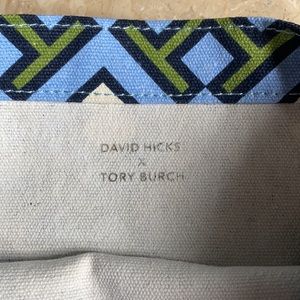 DAVID HICKS
×
TORY BURCH